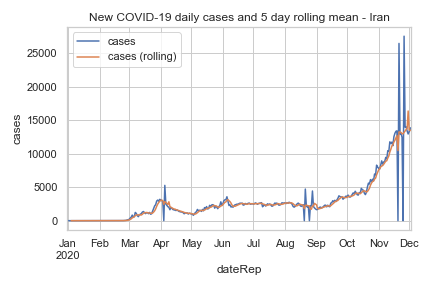 New COVID-19 daily cases and 5 day rolling mean - Iran
cases
cases (rolling)
25000
20000
15000
10000
5000
0
cases
Jan Feb Mar Apr May Jun Jul Aug Sep Oct Nov Dec
2020
dateRep